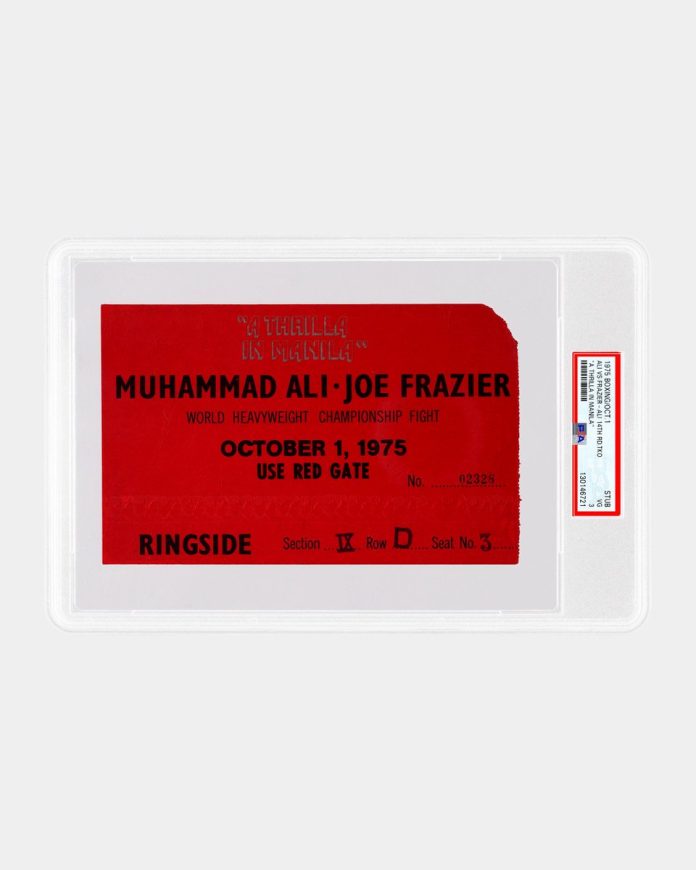 "A THRILLA
IN MANILA"
MUHAMMAD ALI · JOE FRAZIER
WORLD HEAVYWEIGHT CHAMPIONSHIP FIGHT
OCTOBER 1, 1975
USE RED GATE
No. ......02326....
RINGSIDE Section ...IX.. Row .D..... Seat No. 3......
1975 BOXING/OCT.1
ALI VS FRAZIER - ALI 14TH RD.TKO
"A THRILLA IN MANILA"
STUB
VG
3
PSA
130146721